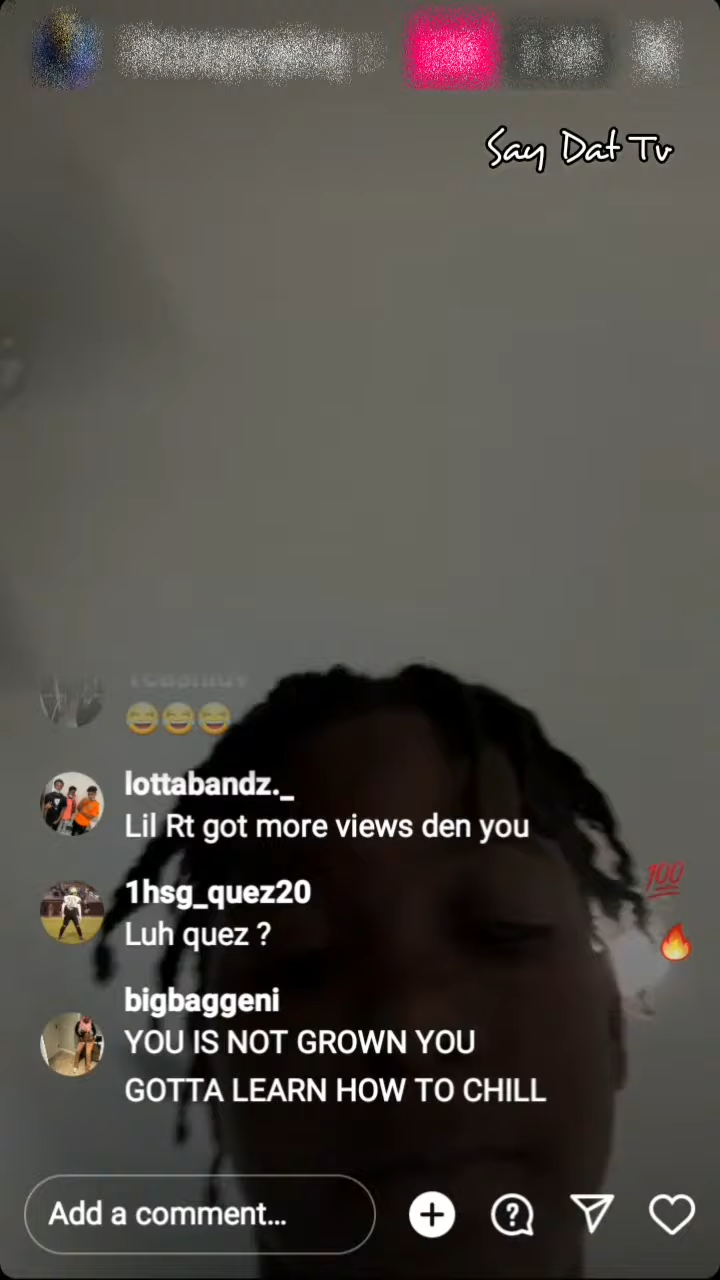 Say Dat Tv
😂😂😂
lottabandz._
Lil Rt got more views den you
1hsg_quez20
Luh quez ?
bigbaggeni
YOU IS NOT GROWN YOU
GOTTA LEARN HOW TO CHILL
💯
🔥
Add a comment...